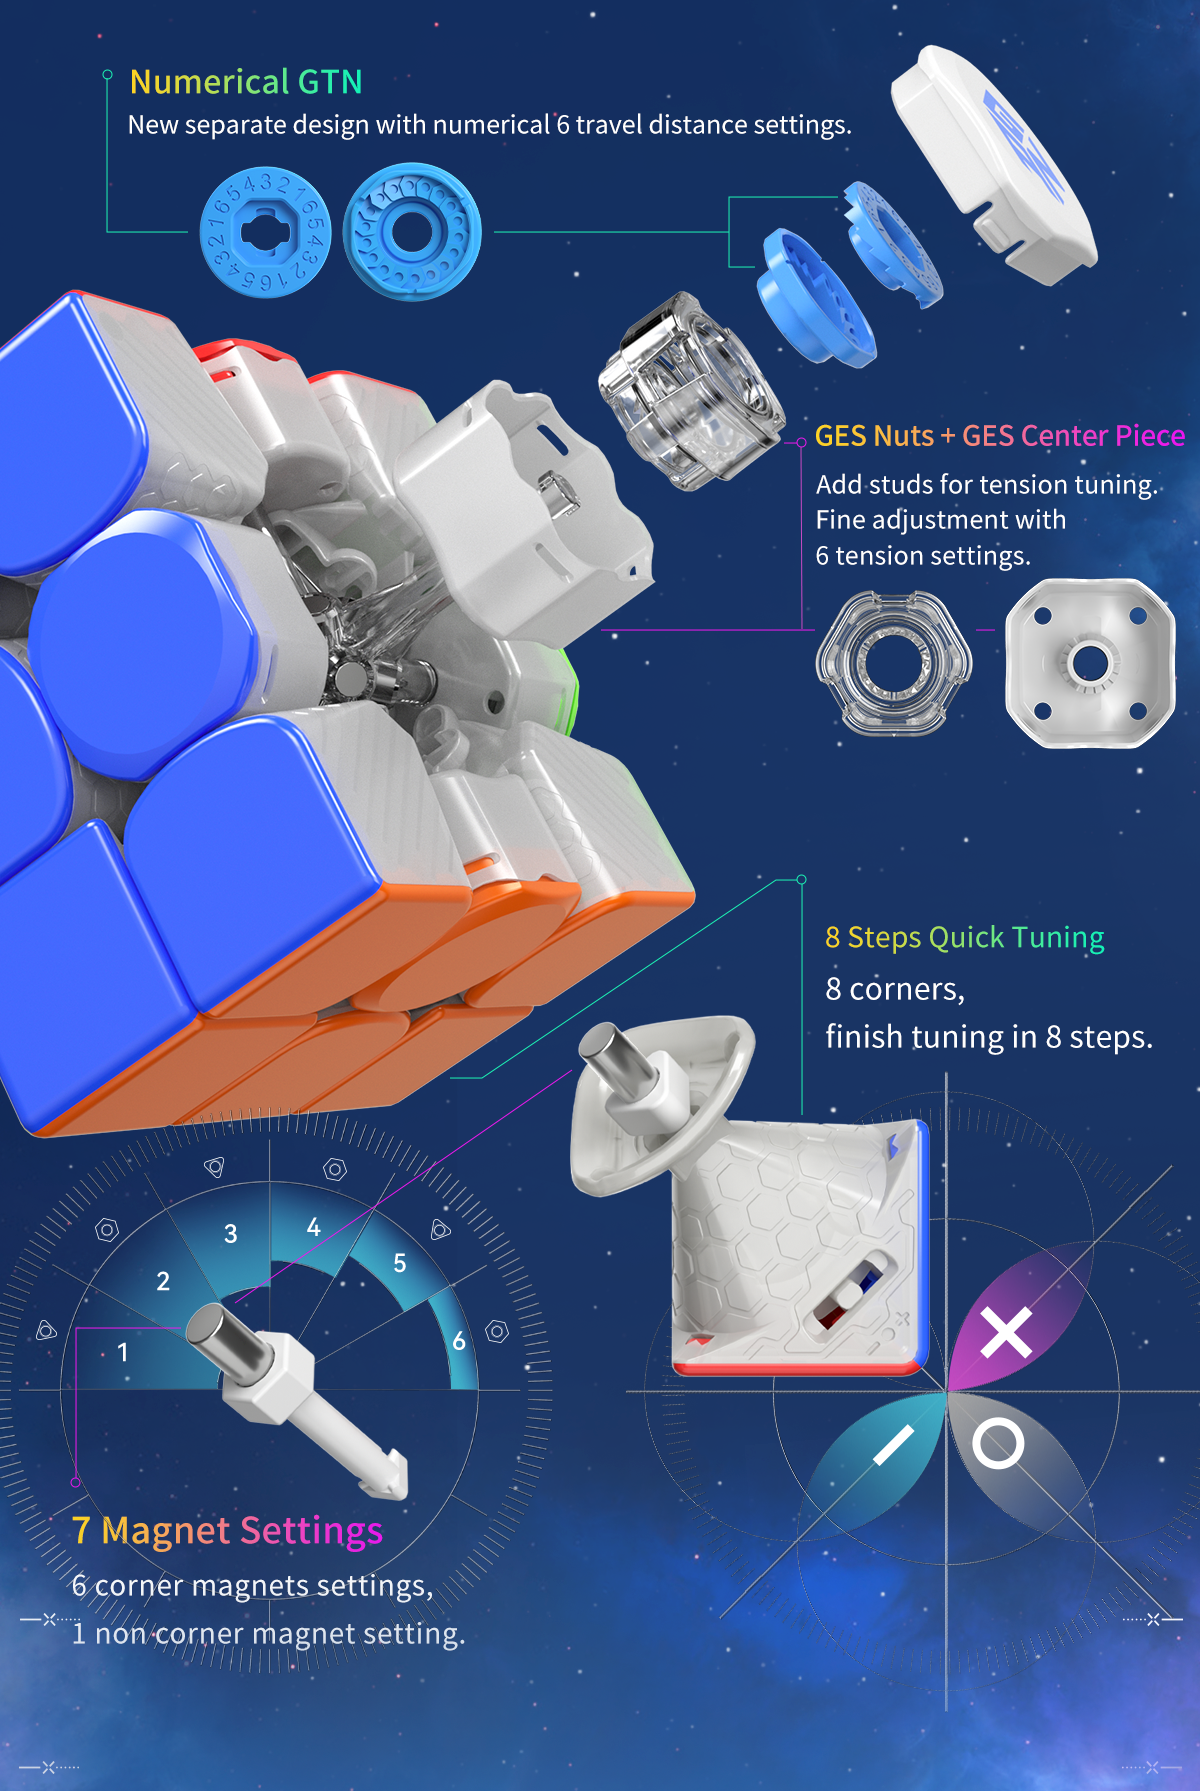 Numerical GTN
New separate design with numerical 6 travel distance settings.
GES Nuts + GES Center Piece
Add studs for tension tuning.
Fine adjustment with
6 tension settings.
8 Steps Quick Tuning
8 corners,
finish tuning in 8 steps.
1
2
3
4
5
6
7 Magnet Settings
6 corner magnets settings,
1 non corner magnet setting.